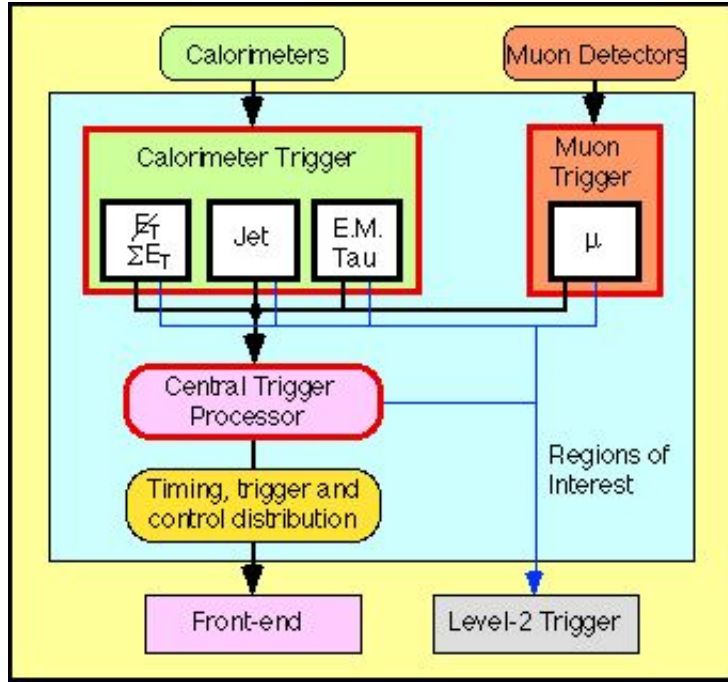 Calorimeters
Muon Detectors
Calorimeter Trigger
Muon
Trigger
E̸T
ΣET
Jet
E.M.
Tau
μ
Central Trigger
Processor
Regions of
Interest
Timing, trigger and
control distribution
Front-end
Level-2 Trigger